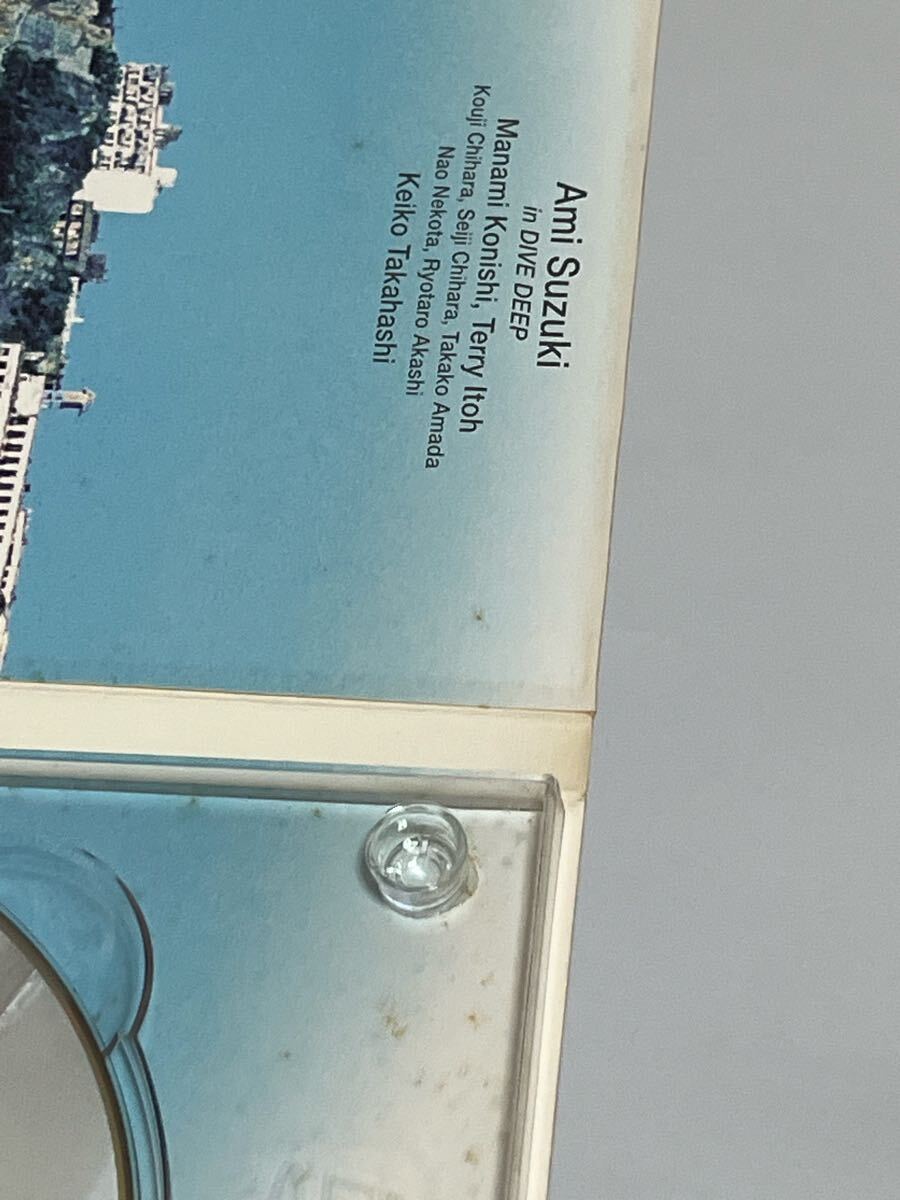 Ami Suzuki
in DIVE DEEP
Manami Konishi, Terry Itoh
Kouji Chihara, Seiji Chihara, Takako Amada
Nao Nekota, Ryotaro Akashi
Keiko Takahashi